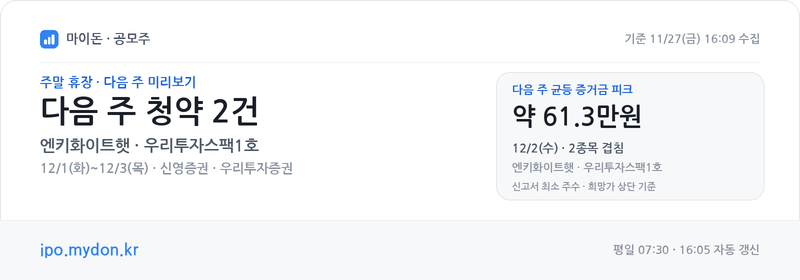 마이돈 · 공모주
기준 11/27(금) 16:09 수집
주말 휴장 · 다음 주 미리보기
다음 주 청약 2건
엔키화이트햇 · 우리투자스팩1호
12/1(화)~12/3(목) · 신영증권 · 우리투자증권
다음 주 균등 증거금 피크
약 61.3만원
12/2(수) · 2종목 겹침
엔키화이트햇 · 우리투자스팩1호
신고서 최소 주수 · 희망가 상단 기준
ipo.mydon.kr
평일 07:30 · 16:05 자동 갱신